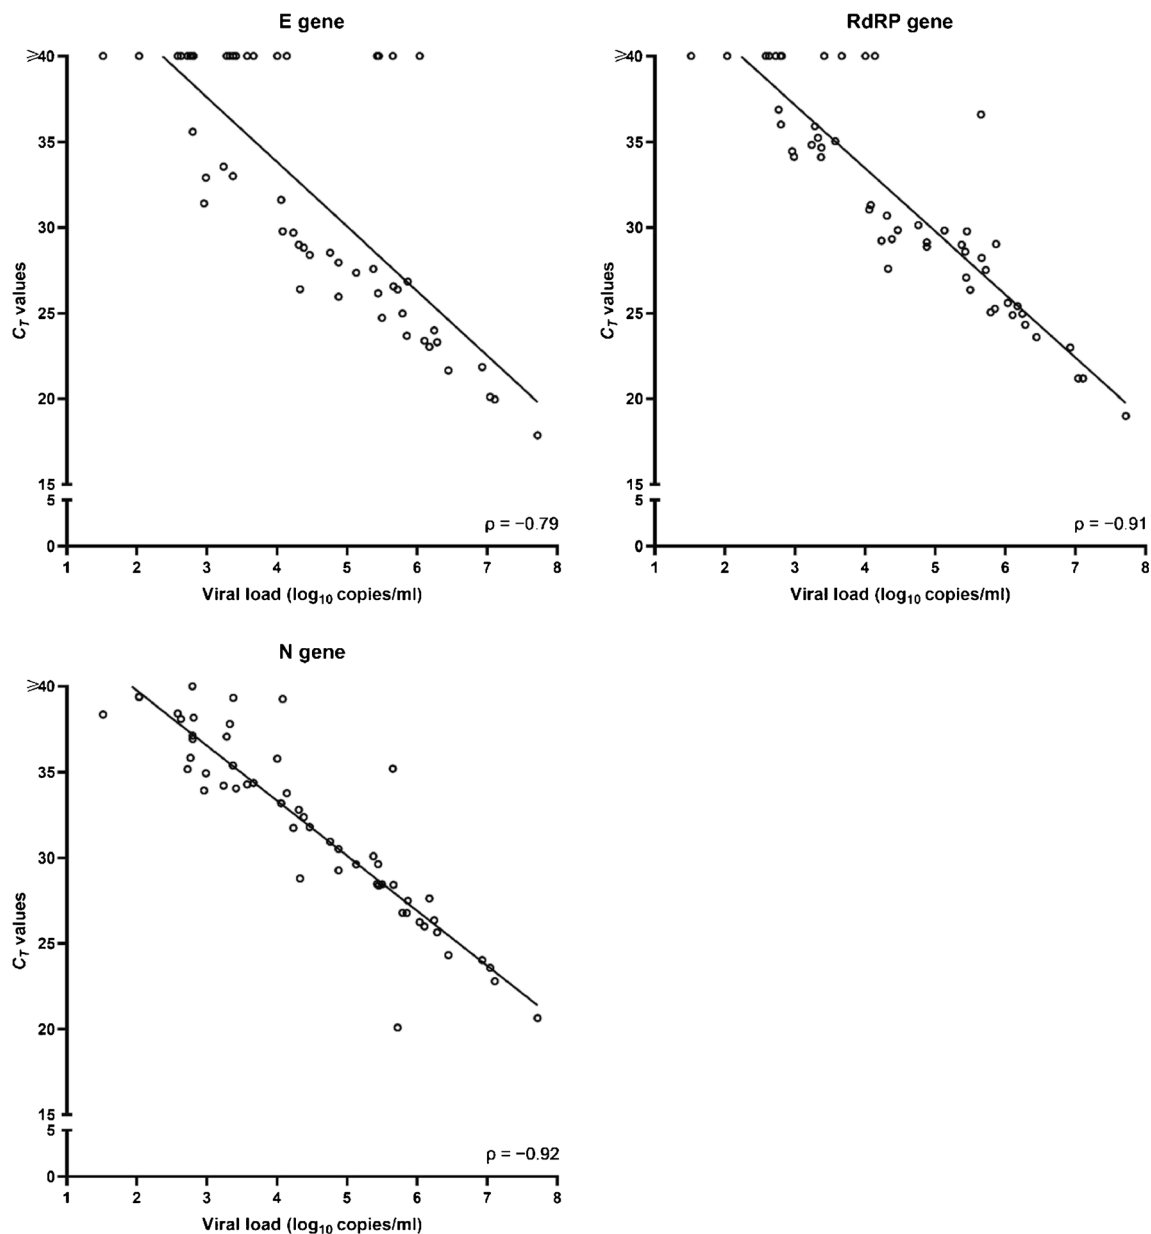 E gene
⩾40
35
30
25
20
15
5
0
C_T values
ρ = −0.79
1 2 3 4 5 6 7 8
Viral load (log₁₀ copies/ml)
RdRP gene
⩾40
35
30
25
20
15
5
0
C_T values
ρ = −0.91
1 2 3 4 5 6 7 8
Viral load (log₁₀ copies/ml)
N gene
⩾40
35
30
25
20
15
5
0
C_T values
ρ = −0.92
1 2 3 4 5 6 7 8
Viral load (log₁₀ copies/ml)